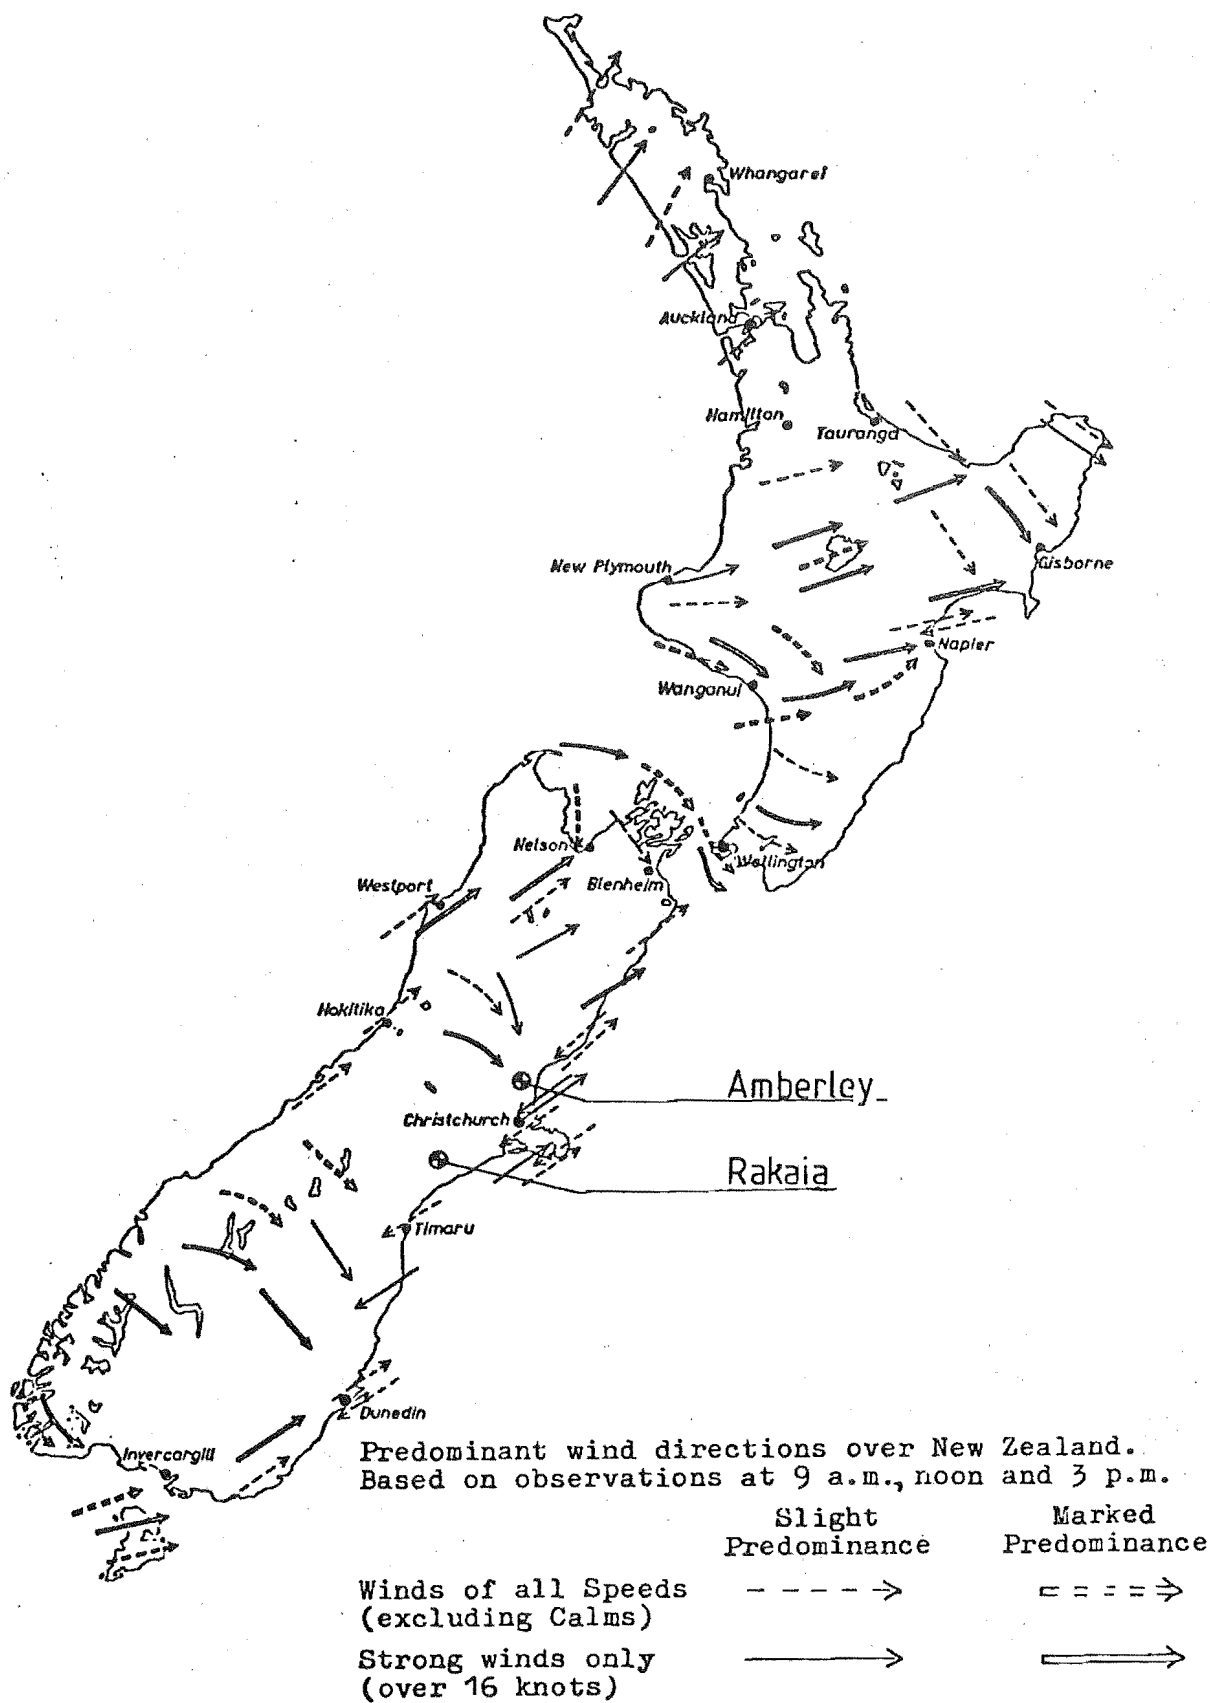 Whangarei
Auckland
Hamilton
Tauranga
New Plymouth
Gisborne
Napier
Wanganui
Nelson
Wellington
Westport
Blenheim
Hokitika
Amberley
Christchurch
Rakaia
Timaru
Dunedin
Invercargill
Predominant wind directions over New Zealand.
Based on observations at 9 a.m., noon and 3 p.m.
Slight Marked
Predominance Predominance
Winds of all Speeds
(excluding Calms)
Strong winds only
(over 16 knots)